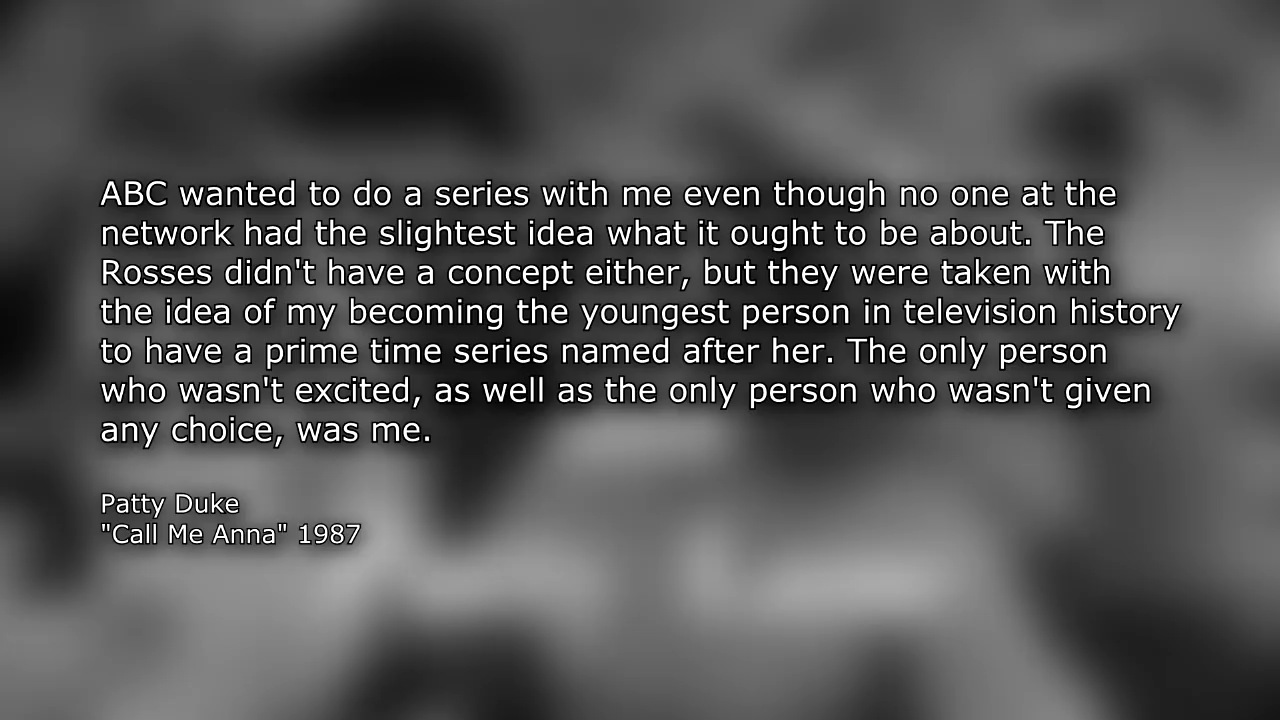 ABC wanted to do a series with me even though no one at the
network had the slightest idea what it ought to be about. The
Rosses didn't have a concept either, but they were taken with
the idea of my becoming the youngest person in television history
to have a prime time series named after her. The only person
who wasn't excited, as well as the only person who wasn't given
any choice, was me.
Patty Duke
"Call Me Anna" 1987